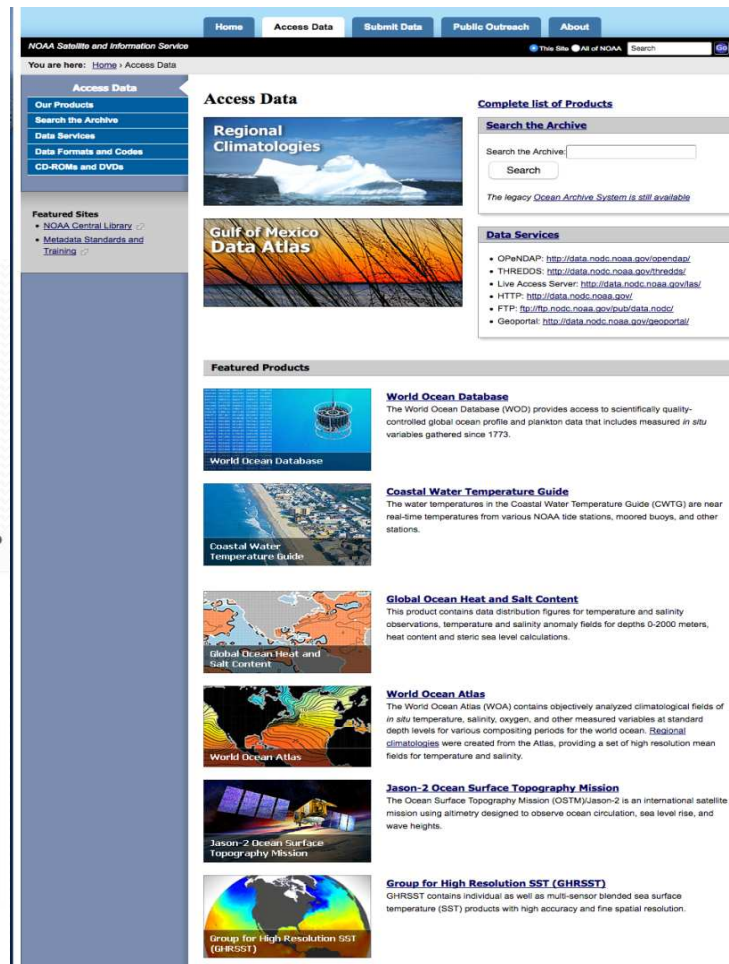 Home
Access Data
Submit Data
Public Outreach
About
NOAA Satellite and Information Service
This Site All of NOAA Search Go
You are here: Home › Access Data
Access Data
Our Products
Search the Archive
Data Services
Data Formats and Codes
CD-ROMs and DVDs
Featured Sites
NOAA Central Library
Metadata Standards and
Training
Access Data
Regional
Climatologies
Gulf of Mexico
Data Atlas
Complete list of Products
Search the Archive
Search the Archive:
Search
The legacy Ocean Archive System is still available
Data Services
• OPeNDAP: http://data.nodc.noaa.gov/opendap/
• THREDDS: http://data.nodc.noaa.gov/thredds/
• Live Access Server: http://data.nodc.noaa.gov/las/
• HTTP: http://data.nodc.noaa.gov/
• FTP: ftp://ftp.nodc.noaa.gov/pub/data.nodc/
• Geoportal: http://data.nodc.noaa.gov/geoportal/
Featured Products
World Ocean Database
World Ocean Database
The World Ocean Database (WOD) provides access to scientifically quality-
controlled global ocean profile and plankton data that includes measured in situ
variables gathered since 1773.
Coastal Water
Temperature Guide
Coastal Water Temperature Guide
The water temperatures in the Coastal Water Temperature Guide (CWTG) are near
real-time temperatures from various NOAA tide stations, moored buoys, and other
stations.
Global Ocean Heat and
Salt Content
Global Ocean Heat and Salt Content
This product contains data distribution figures for temperature and salinity
observations, temperature and salinity anomaly fields for depths 0-2000 meters,
heat content and steric sea level calculations.
World Ocean Atlas
World Ocean Atlas
The World Ocean Atlas (WOA) contains objectively analyzed climatological fields of
in situ temperature, salinity, oxygen, and other measured variables at standard
depth levels for various compositing periods for the world ocean. Regional
climatologies were created from the Atlas, providing a set of high resolution mean
fields for temperature and salinity.
Jason-2 Ocean Surface
Topography Mission
Jason-2 Ocean Surface Topography Mission
The Ocean Surface Topography Mission (OSTM)/Jason-2 is an international satellite
mission using altimetry designed to observe ocean circulation, sea level rise, and
wave heights.
Group for High Resolution SST
(GHRSST)
Group for High Resolution SST (GHRSST)
GHRSST contains individual as well as multi-sensor blended sea surface
temperature (SST) products with high accuracy and fine spatial resolution.